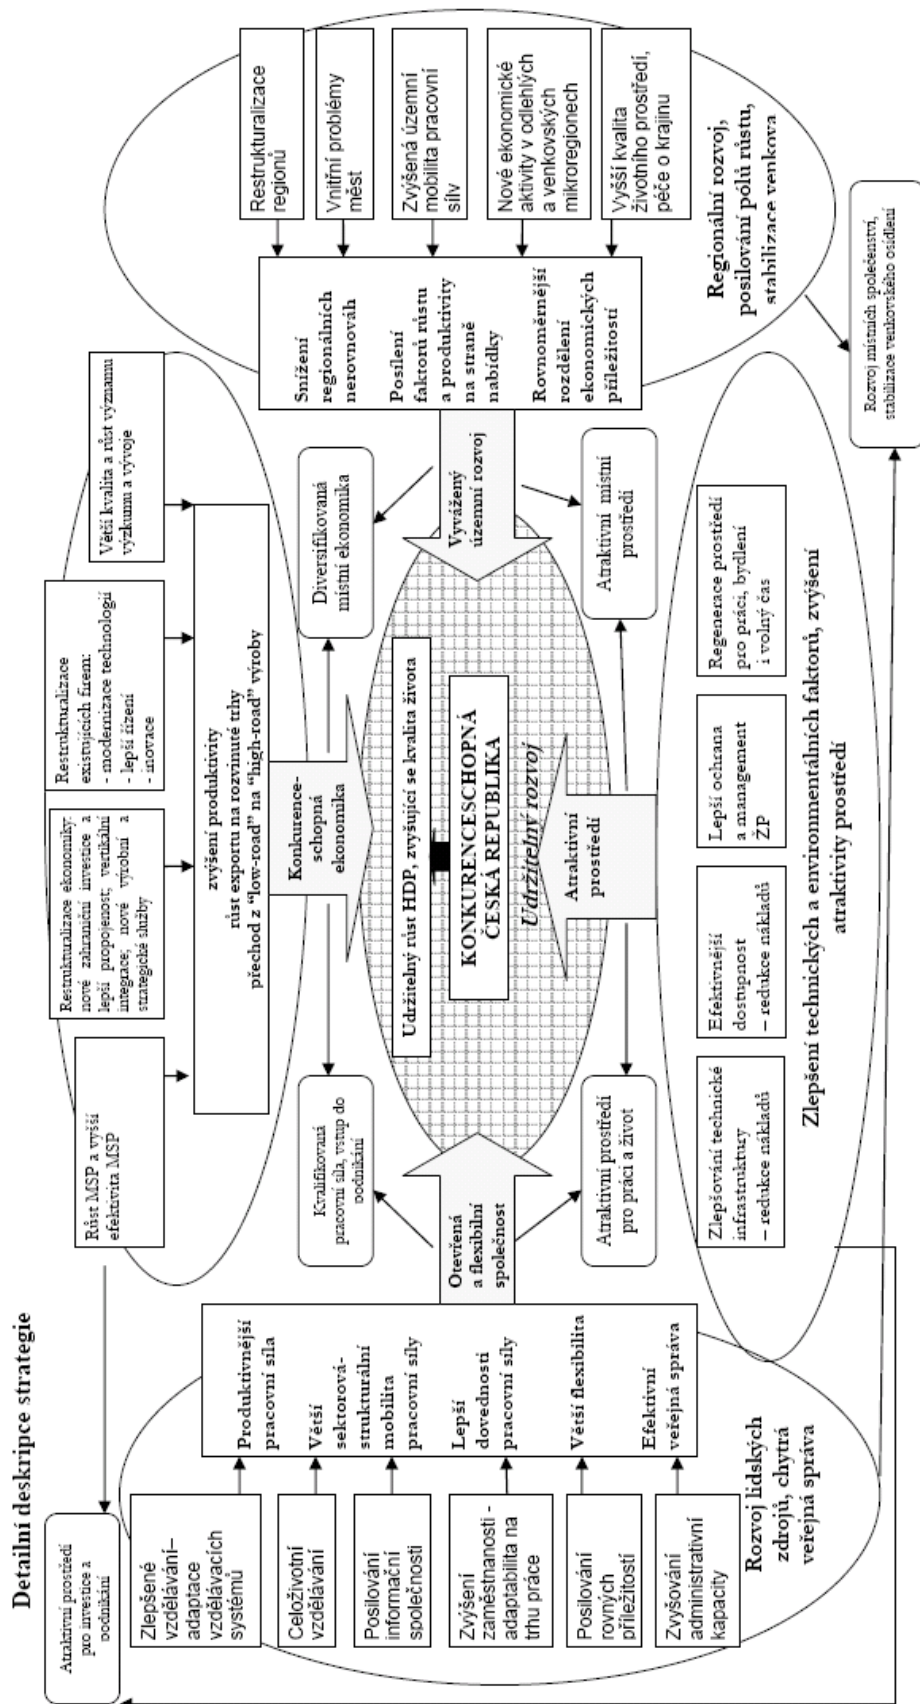 Detailní deskripce strategie
Atraktivní prostředí
pro investice a
podnikání
Růst MSP a vyšší
efektivita MSP
Restrukturalizace ekonomiky:
nové zahraniční investice a
lepší propojenost; vertikální
integrace; nové výrobní a
strategické služby
Restrukturalizace
existujících firem:
- modernizace technologií
- lepší řízení
- inovace
Větší kvalita a růst významu
výzkumu a vývoje
zvýšení produktivity
růst exportu na rozvinuté trhy
přechod z "low-road" na "high-road" výroby
Zlepšené
vzdělávání–
adaptace
vzdělávacích
systémů
Celoživotní
vzdělávání
Posilování
informační
společnosti
Zvýšení
zaměstnanosti -
adaptabilita na
trhu práce
Posilování
rovných
příležitostí
Zvyšování
administrativní
kapacity
Produktivnější
pracovní síla
Větší
sektorová-
strukturální
mobilita
pracovní síly
Lepší
dovednosti
pracovní síly
Větší flexibilita
Efektivní
veřejná správa
Rozvoj lidských
zdrojů, chytrá
veřejná správa
Otevřená
a flexibilní
společnost
Kvalifikovaná
pracovní síla, vstup do
podnikání
Atraktivní prostředí
pro práci a život
Konkurence-
schopná
ekonomika
Udržitelný růst HDP, zvyšující se kvalita života
KONKURENCESCHOPNÁ
ČESKÁ REPUBLIKA
Udržitelný rozvoj
Atraktivní
prostředí
Diversifikovaná
místní ekonomika
Vyvážený
územní rozvoj
Atraktivní místní
prostředí
Snížení
regionálních
nerovnováh
Posílení
faktorů růstu
a produktivity
na straně
nabídky
Rovnoměrnější
rozdělení
ekonomických
příležitostí
Restrukturalizace
regionů
Vnitřní problémy
měst
Zvýšená územní
mobilita pracovní
sílv
Nové ekonomické
aktivity v odlehlých
a venkovských
mikroregionech
Vyšší kvalita
životního prostředí,
péče o krajinu
Regionální rozvoj,
posilování pólů růstu,
stabilizace venkova
Zlepšování technické
infrastruktury
– redukce nákladů
Efektivnější
dostupnost
– redukce nákladů
Lepší ochrana
a management
ŽP
Regenerace prostředí
pro práci, bydlení
i volný čas
Zlepšení technických a environmentálních faktorů, zvýšení
atraktivity prostředí
Rozvoj místních společenství,
stabilizace venkovského osídlení